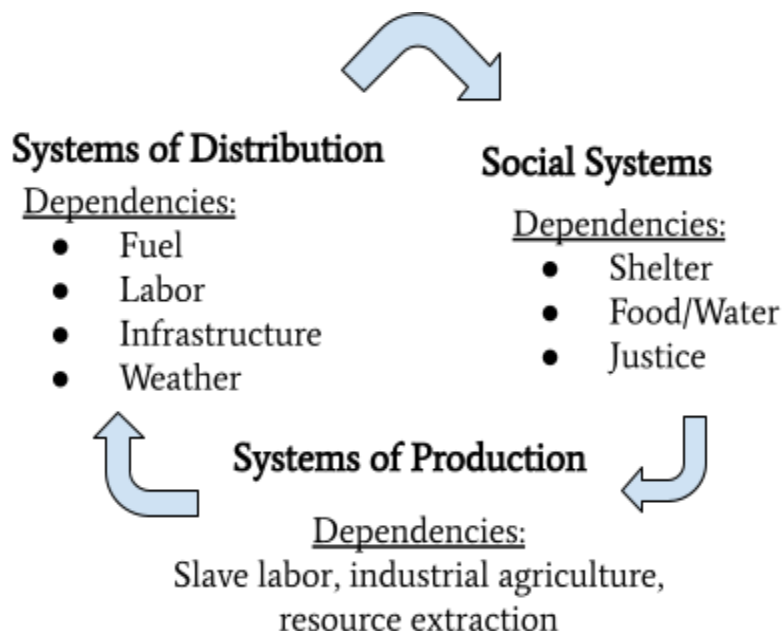 Systems of Distribution
Dependencies:
● Fuel
● Labor
● Infrastructure
● Weather
Social Systems
Dependencies:
● Shelter
● Food/Water
● Justice
Systems of Production
Dependencies:
Slave labor, industrial agriculture,
resource extraction